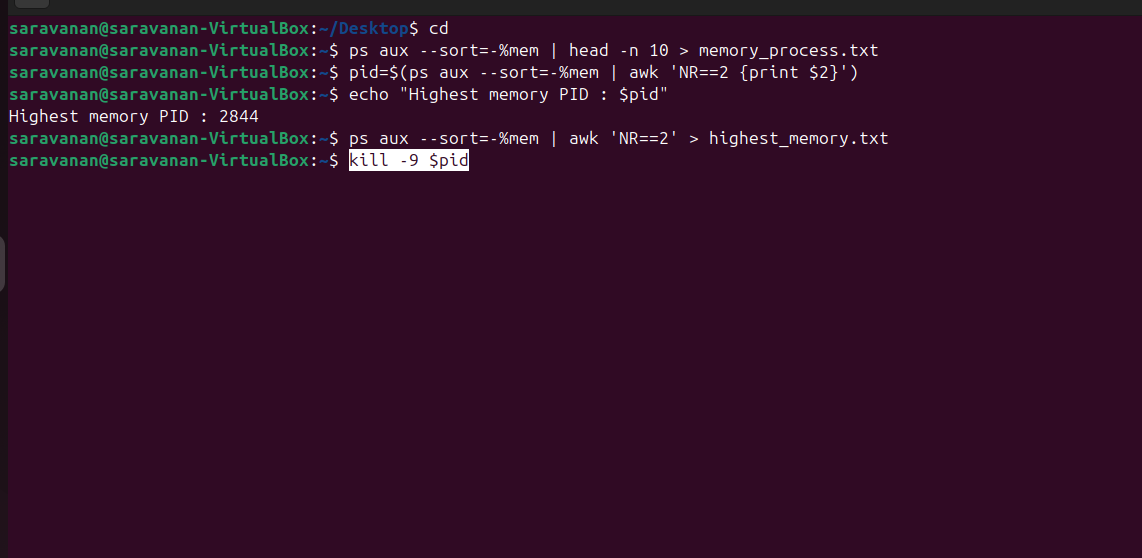 saravanan@saravanan-VirtualBox:~/Desktop$ cd
saravanan@saravanan-VirtualBox:~$ ps aux --sort=-%mem | head -n 10 > memory_process.txt
saravanan@saravanan-VirtualBox:~$ pid=$(ps aux --sort=-%mem | awk 'NR==2 {print $2}')
saravanan@saravanan-VirtualBox:~$ echo "Highest memory PID : $pid"
Highest memory PID : 2844
saravanan@saravanan-VirtualBox:~$ ps aux --sort=-%mem | awk 'NR==2' > highest_memory.txt
saravanan@saravanan-VirtualBox:~$ kill -9 $pid